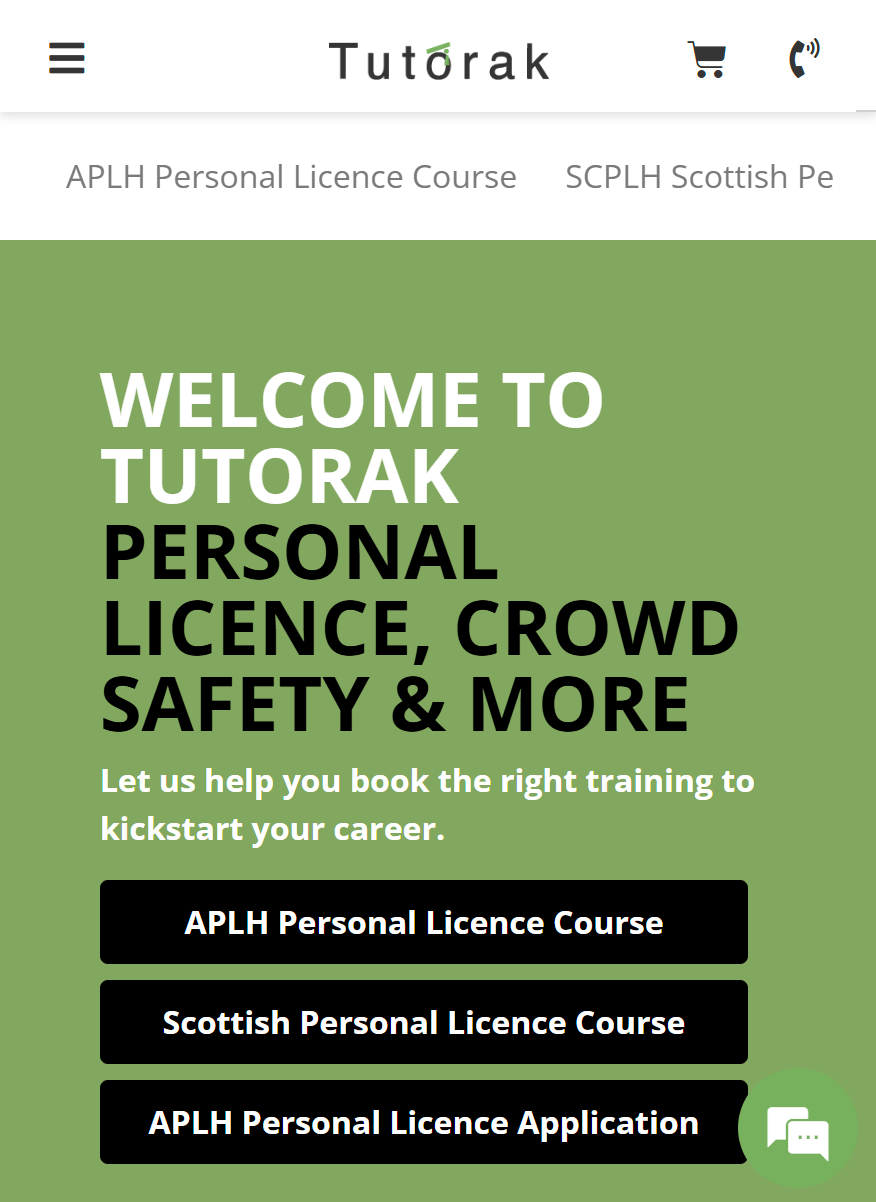 Tutorak
APLH Personal Licence Course SCPLH Scottish Pe
WELCOME TO
TUTORAK
PERSONAL
LICENCE, CROWD
SAFETY & MORE
Let us help you book the right training to
kickstart your career.
APLH Personal Licence Course
Scottish Personal Licence Course
APLH Personal Licence Application